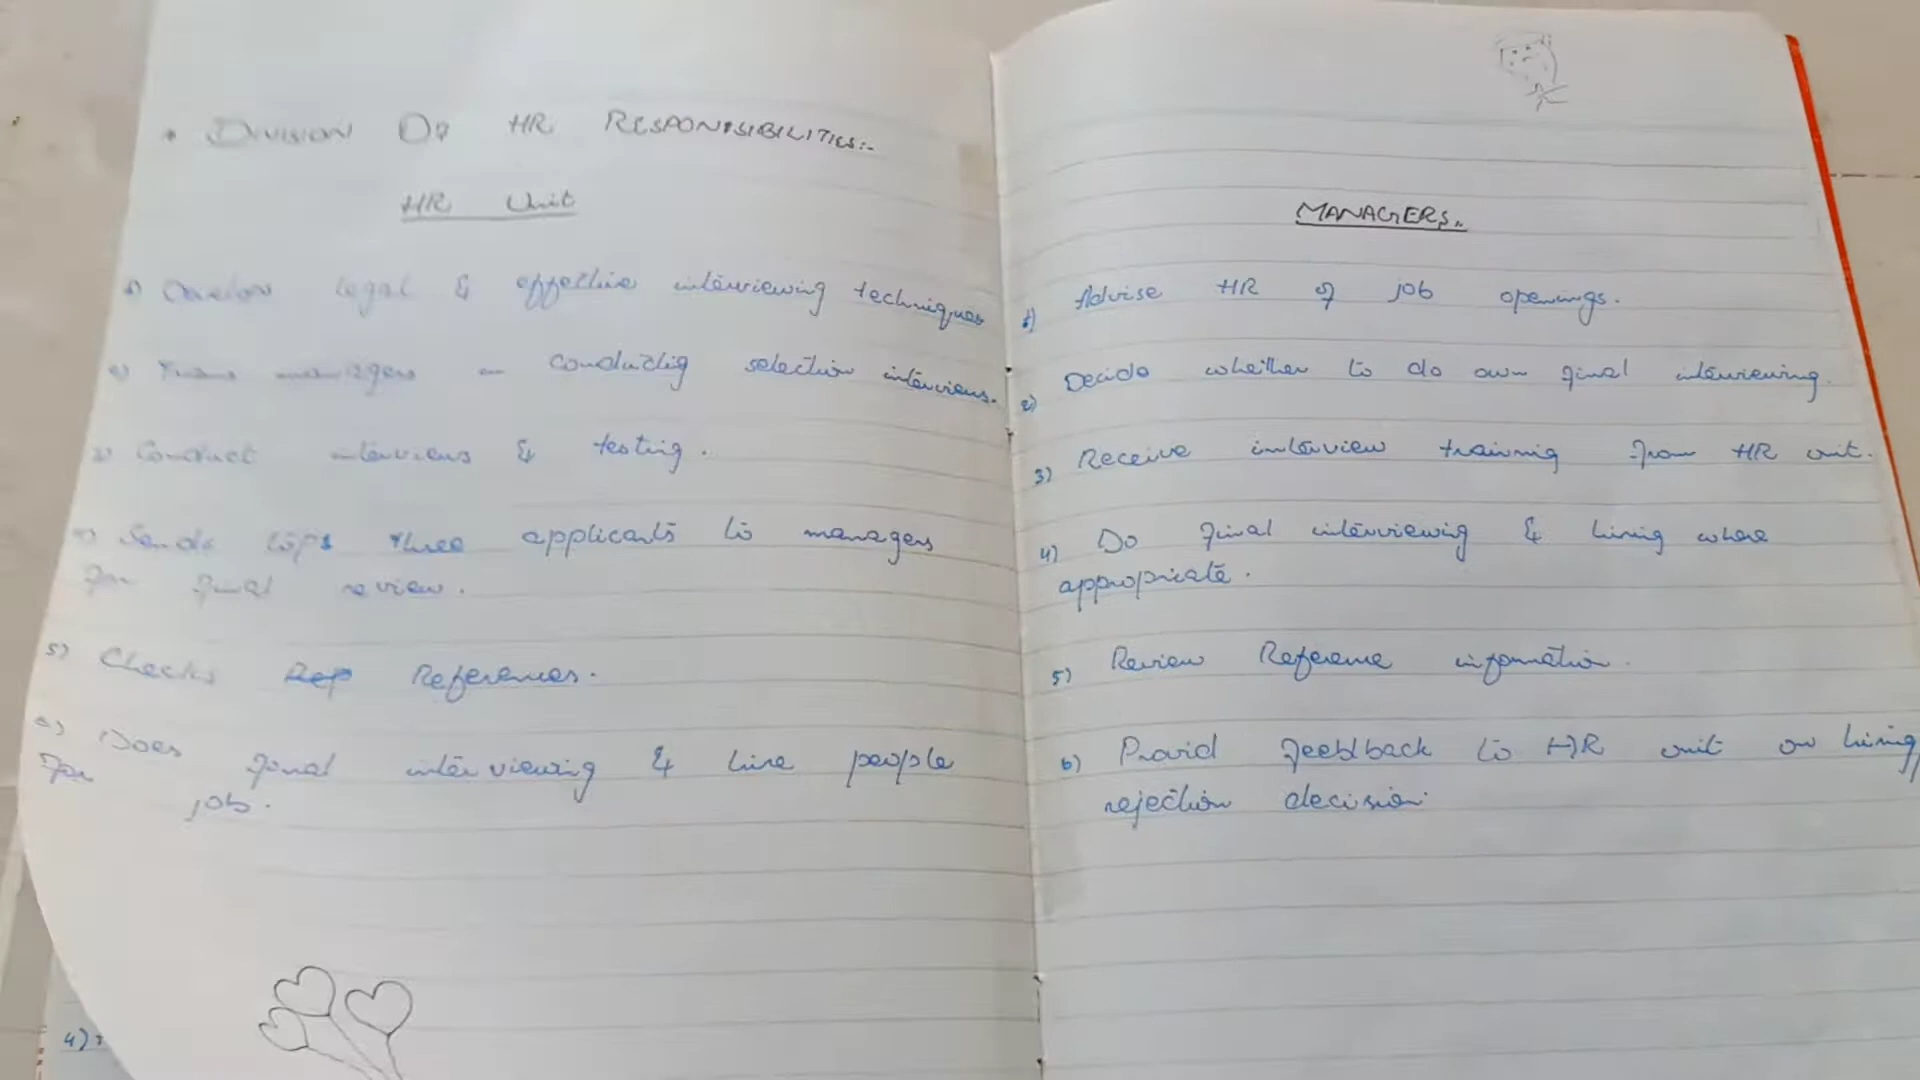 • DIVISION OF HR RESPONISIBILITIES:-
HR Unit
1) Develop legal & effective interviewing techniques
2) Trains managers in conducting selection interviews.
3) Conduct interviews & testing.
4) Sends tops three applicants to managers
for final review.
5) Checks Rep References.
6) Does final interviewing & hire people
For job.
4)
MANAGERS.
1) Advise HR of job openings.
2) Decide whether to do own final interviewing.
3) Receive interview training from HR unit.
4) Do final interviewing & hiring where
appropriate.
5) Review Reference information.
6) Provid feedback to HR unit on hiring/
rejection decision.